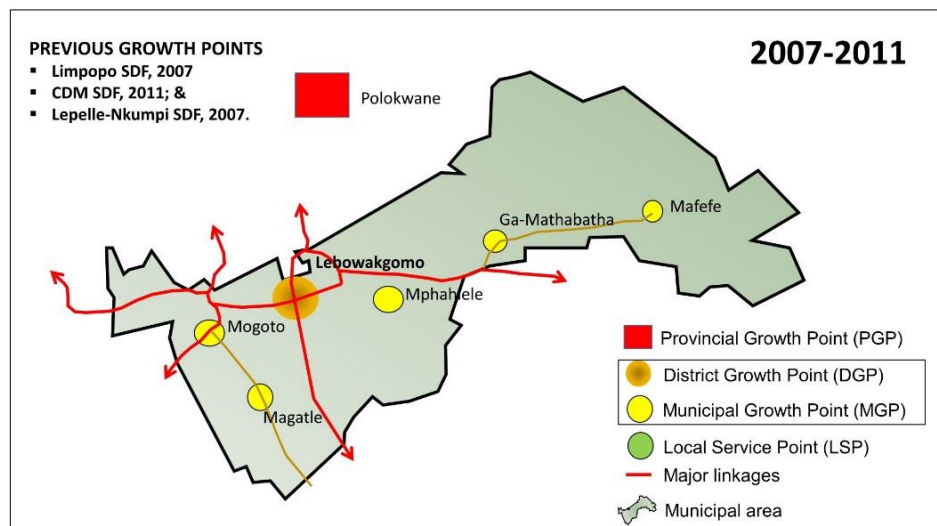 PREVIOUS GROWTH POINTS
▪ Limpopo SDF, 2007
▪ CDM SDF, 2011; &
▪ Lepelle-Nkumpi SDF, 2007.
2007-2011
Polokwane
Mafefe
Ga-Mathabatha
Lebowakgomo
Mphahlele
Mogoto
Magatle
Provincial Growth Point (PGP)
District Growth Point (DGP)
Municipal Growth Point (MGP)
Local Service Point (LSP)
Major linkages
Municipal area